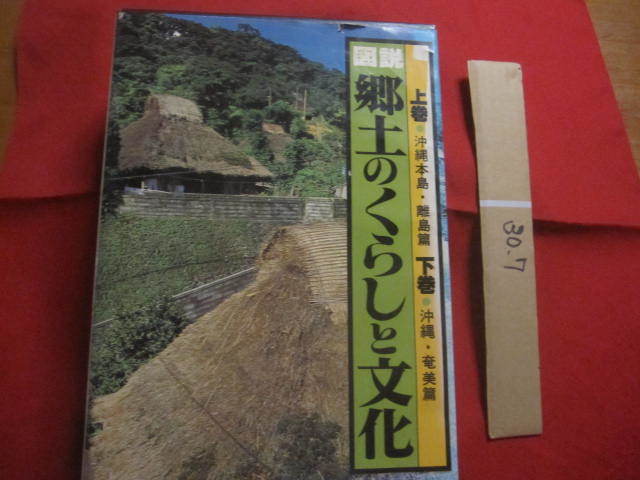 図説
郷土のくらしと文化
上巻●沖縄本島・離島篇
下巻●沖縄・奄美篇
30.7